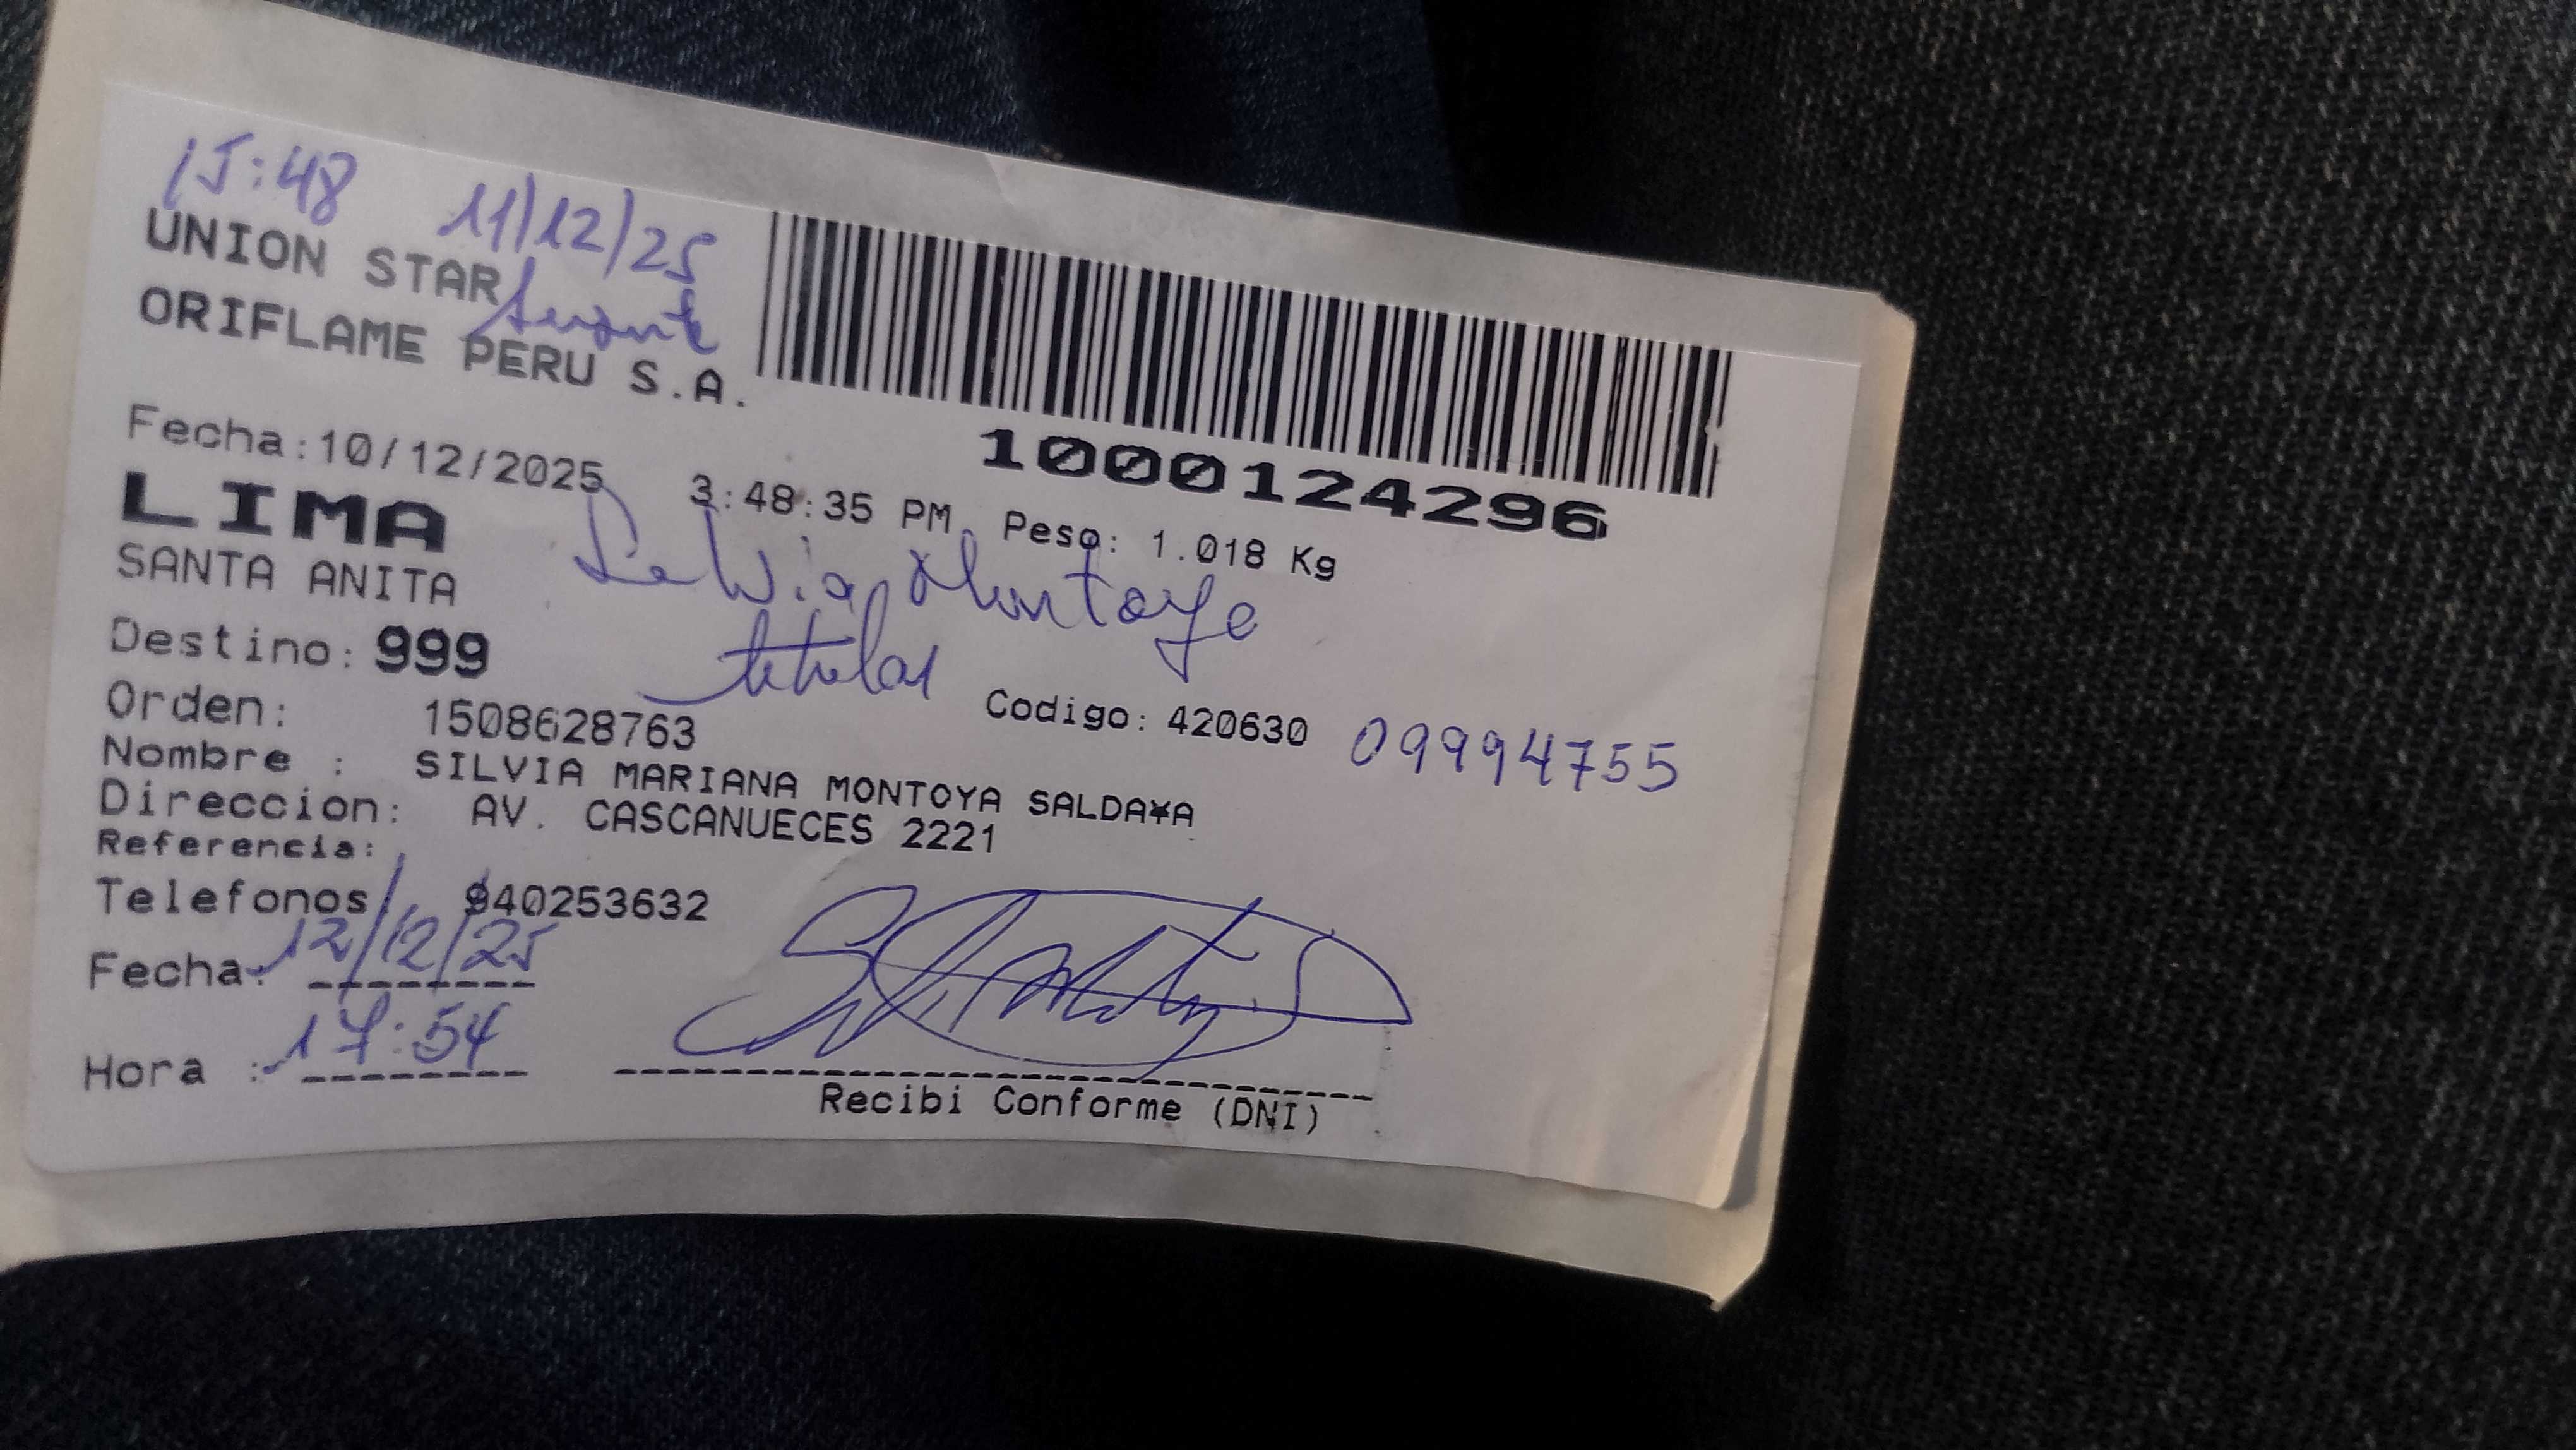 15:48 11/12/25
UNION STAR
ORIFLAME PERU S.A.
1000124296
Fecha:10/12/2025 3:48:35 PM Peso: 1.018 Kg
LIMA
SANTA ANITA
Montoya
titular
Destino: 999
Orden: 1508628763 Codigo: 420630 09994755
Nombre : SILVIA MARIANA MONTOYA SALDA¥A
Direccion: AV. CASCANUECES 2221
Referencia:
Telefonos 940253632
Fecha: 12/12/25
Hora : 17:54
Recibi Conforme (DNI)